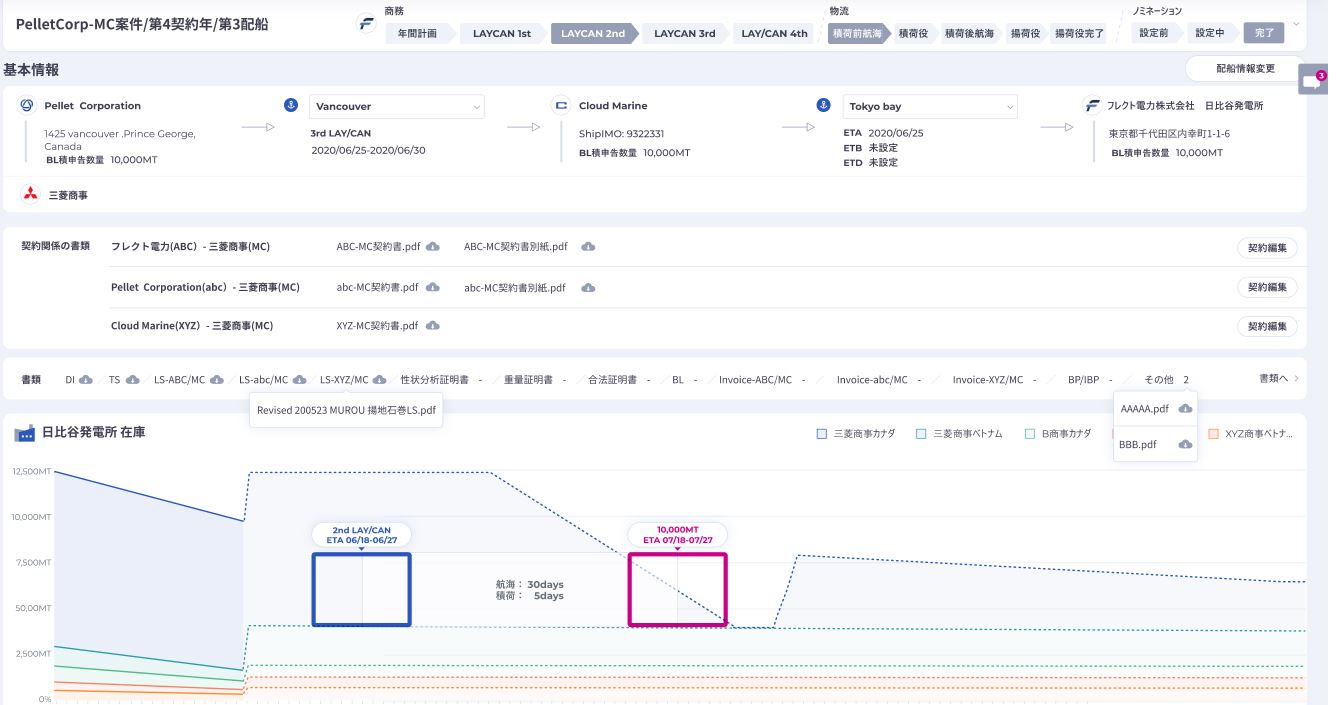 PelletCorp-MC案件/第4契約年/第3配船
商務
年間計画
LAYCAN 1st
LAYCAN 2nd
LAYCAN 3rd
LAY/CAN 4th
物流
積荷前航海
積荷役
積荷後航海
揚荷役
揚荷役完了
ノミネーション
設定前
設定中
完了
基本情報
配船情報変更
3
Pellet Corporation
1425 vancouver .Prince George,
Canada
BL積申告数量 10,000MT
Vancouver
3rd LAY/CAN
2020/06/25-2020/06/30
Cloud Marine
ShipIMO: 9322331
BL積申告数量 10,000MT
Tokyo bay
ETA 2020/06/25
ETB 未設定
ETD 未設定
フレクト電力株式会社 日比谷発電所
東京都千代田区内幸町1-1-6
BL積申告数量 10,000MT
三菱商事
契約関係の書類
フレクト電力(ABC) - 三菱商事(MC)
ABC-MC契約書.pdf
ABC-MC契約書別紙.pdf
契約編集
Pellet Corporation(abc) - 三菱商事(MC)
abc-MC契約書.pdf
abc-MC契約書別紙.pdf
契約編集
Cloud Marine(XYZ) - 三菱商事(MC)
XYZ-MC契約書.pdf
契約編集
書類
DI
TS
LS-ABC/MC
LS-abc/MC
LS-XYZ/MC
性状分析証明書 -
重量証明書 -
合法証明書 -
BL -
Invoice-ABC/MC -
Invoice-abc/MC -
Invoice-XYZ/MC -
BP/IBP -
その他 2
書類へ
Revised 200523 MUROU 揚地石巻LS.pdf
AAAAA.pdf
BBB.pdf
日比谷発電所 在庫
三菱商事カナダ
三菱商事ベトナム
B商事カナダ
XYZ商事ベトナ...
12,500MT
10,000MT
7,500MT
50,00MT
2,500MT
0%
2nd LAY/CAN
ETA 06/18-06/27
航海： 30days
積荷： 5days
10,000MT
ETA 07/18-07/27